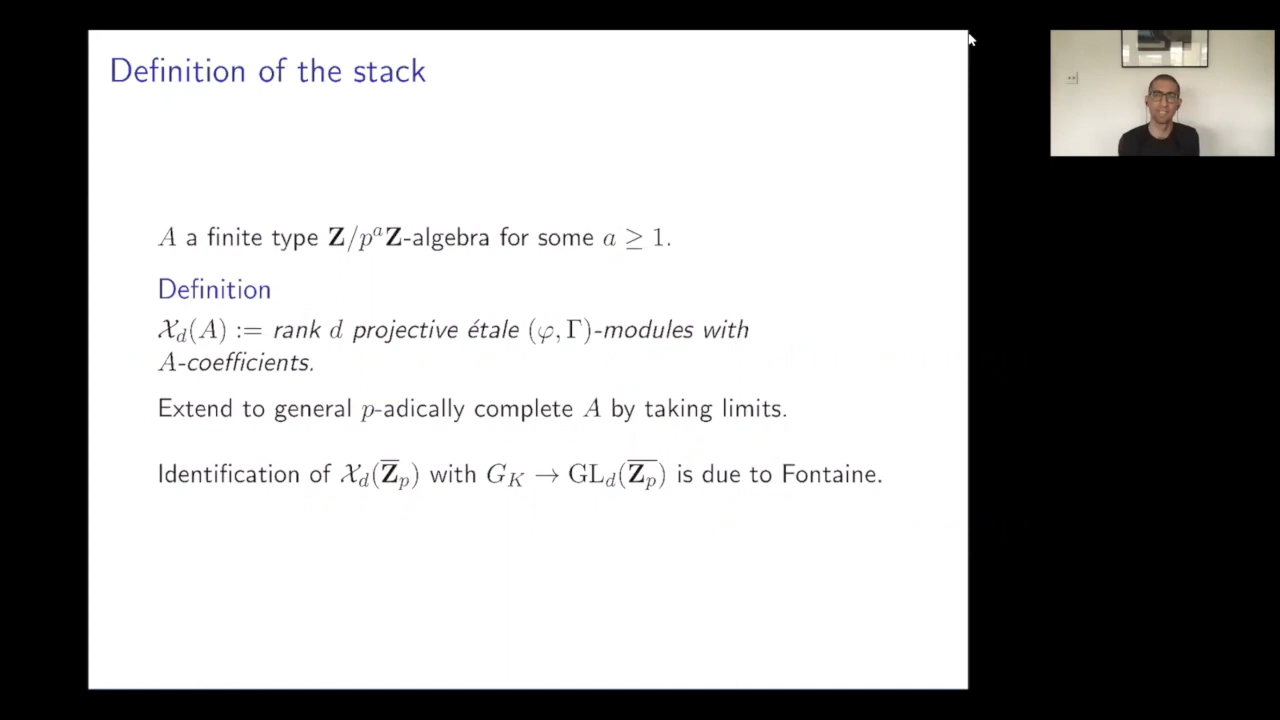 Definition of the stack
A a finite type Z/p^aZ-algebra for some a ≥ 1.
Definition
𝒳_d(A) := rank d projective étale (φ, Γ)-modules with
A-coefficients.
Extend to general p-adically complete A by taking limits.
Identification of 𝒳_d(Z̅_p) with G_K → GL_d(Z̅_p) is due to Fontaine.